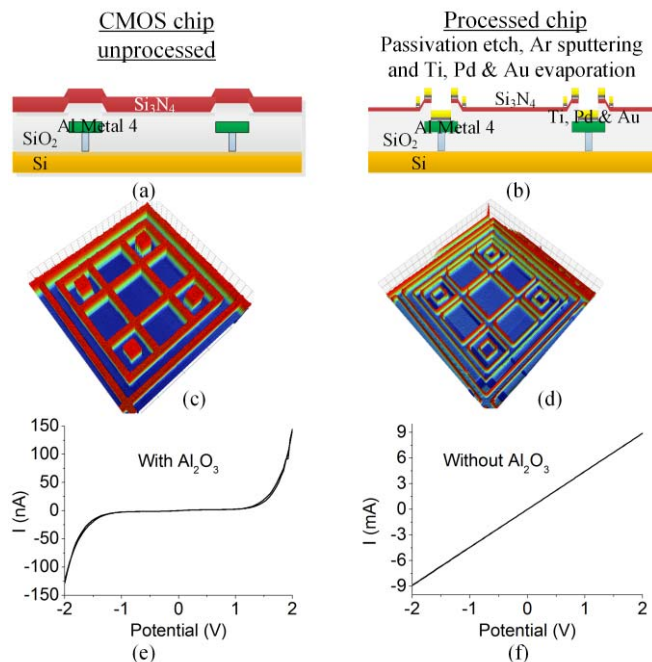 CMOS chip
unprocessed
Processed chip
Passivation etch, Ar sputtering
and Ti, Pd & Au evaporation
Si₃N₄
Al Metal 4
SiO₂
Si
(a)
Si₃N₄
Al Metal 4
Ti, Pd & Au
SiO₂
Si
(b)
(c)
(d)
150
100
50
0
-50
-100
-150
I (nA)
With Al₂O₃
-2 -1 0 1 2
Potential (V)
(e)
9
6
3
0
-3
-6
-9
I (mA)
Without Al₂O₃
-2 -1 0 1 2
Potential (V)
(f)